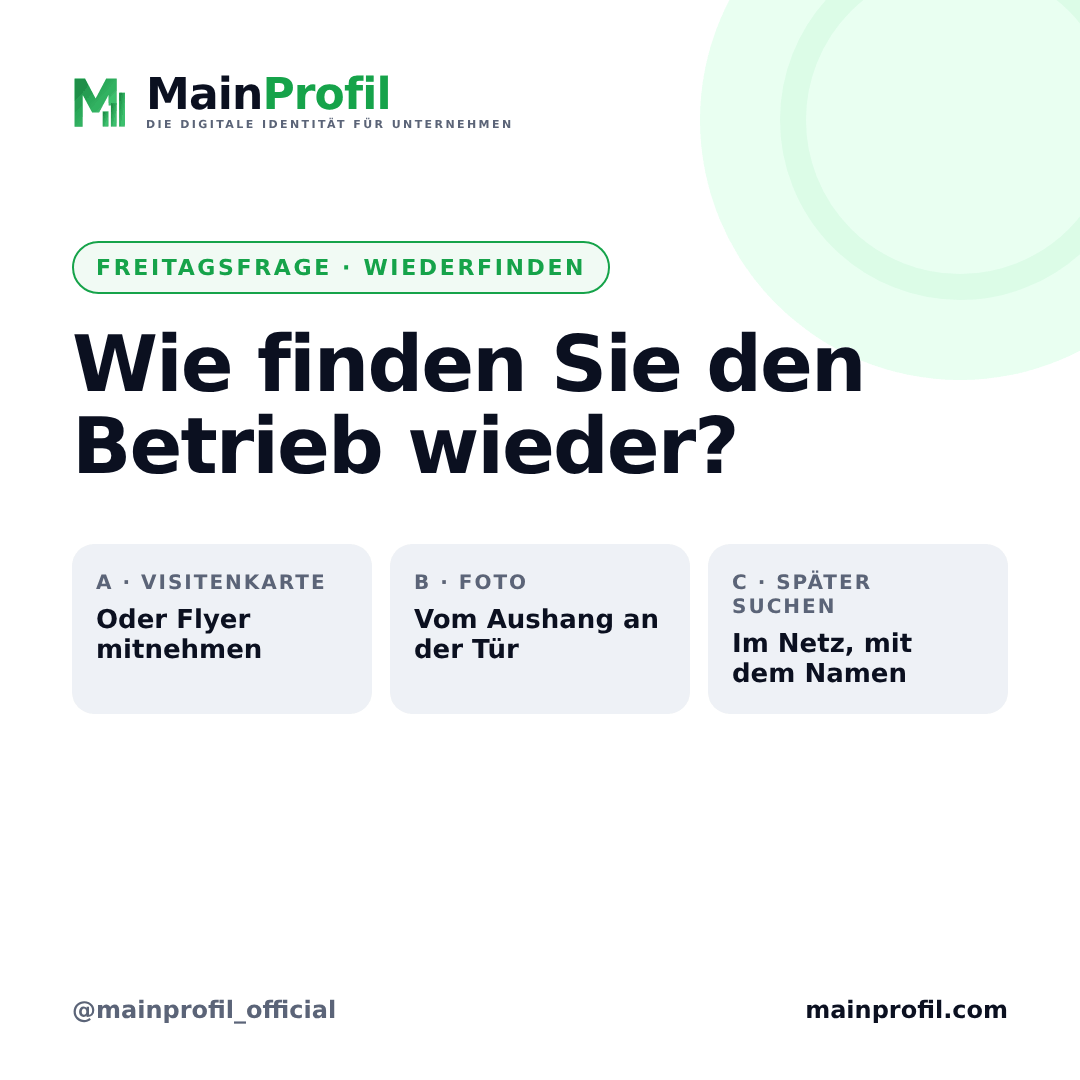 MainProfil
DIE DIGITALE IDENTITÄT FÜR UNTERNEHMEN
FREITAGSFRAGE · WIEDERFINDEN
Wie finden Sie den
Betrieb wieder?
A · VISITENKARTE
Oder Flyer
mitnehmen
B · FOTO
Vom Aushang an
der Tür
C · SPÄTER
SUCHEN
Im Netz, mit
dem Namen
@mainprofil_official
mainprofil.com